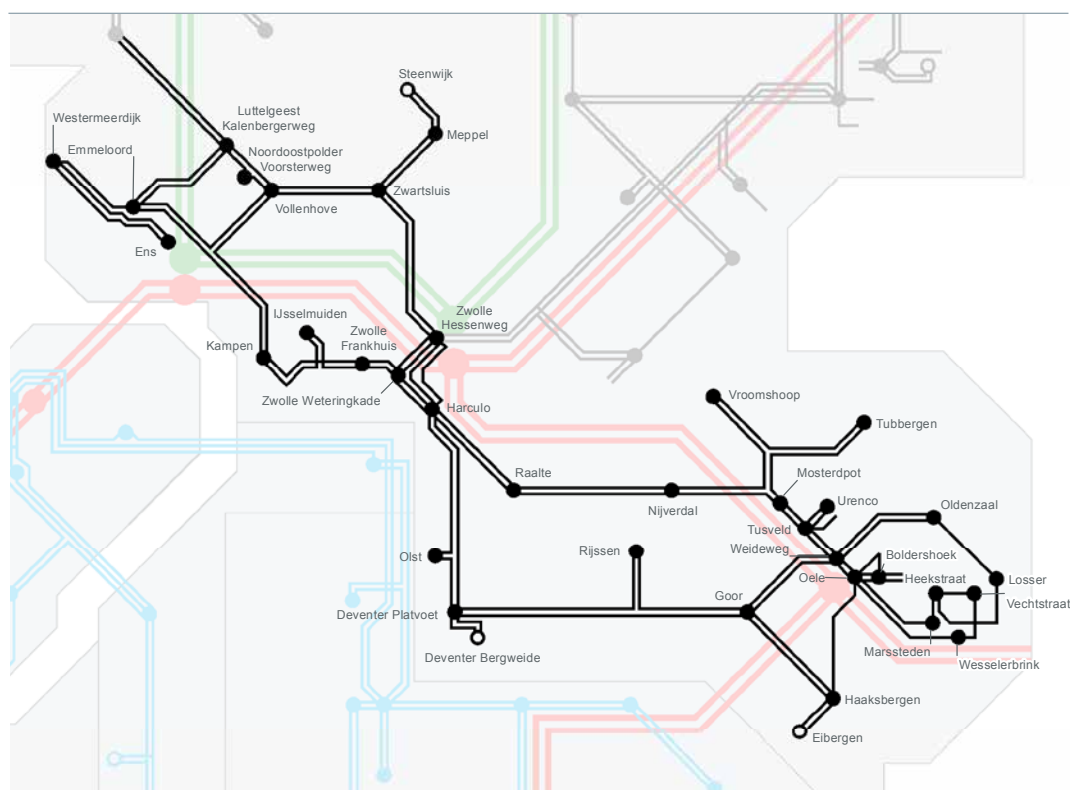 Steenwijk
Luttelgeest
Kalenbergerweg
Westermeerdijk
Meppel
Emmeloord
Noordoostpolder
Voorsterweg
Zwartsluis
Vollenhove
Ens
IJsselmuiden
Zwolle
Hessenweg
Zwolle
Frankhuis
Kampen
Zwolle Weteringkade
Harculo
Vroomshoop
Tubbergen
Raalte
Mosterdpot
Nijverdal
Urenco
Oldenzaal
Tusveld
Weideweg
Rijssen
Olst
Boldershoek
Oele
Heekstraat
Losser
Goor
Vechtstraat
Deventer Platvoet
Marssteden
Deventer Bergweide
Wesselerbrink
Haaksbergen
Eibergen